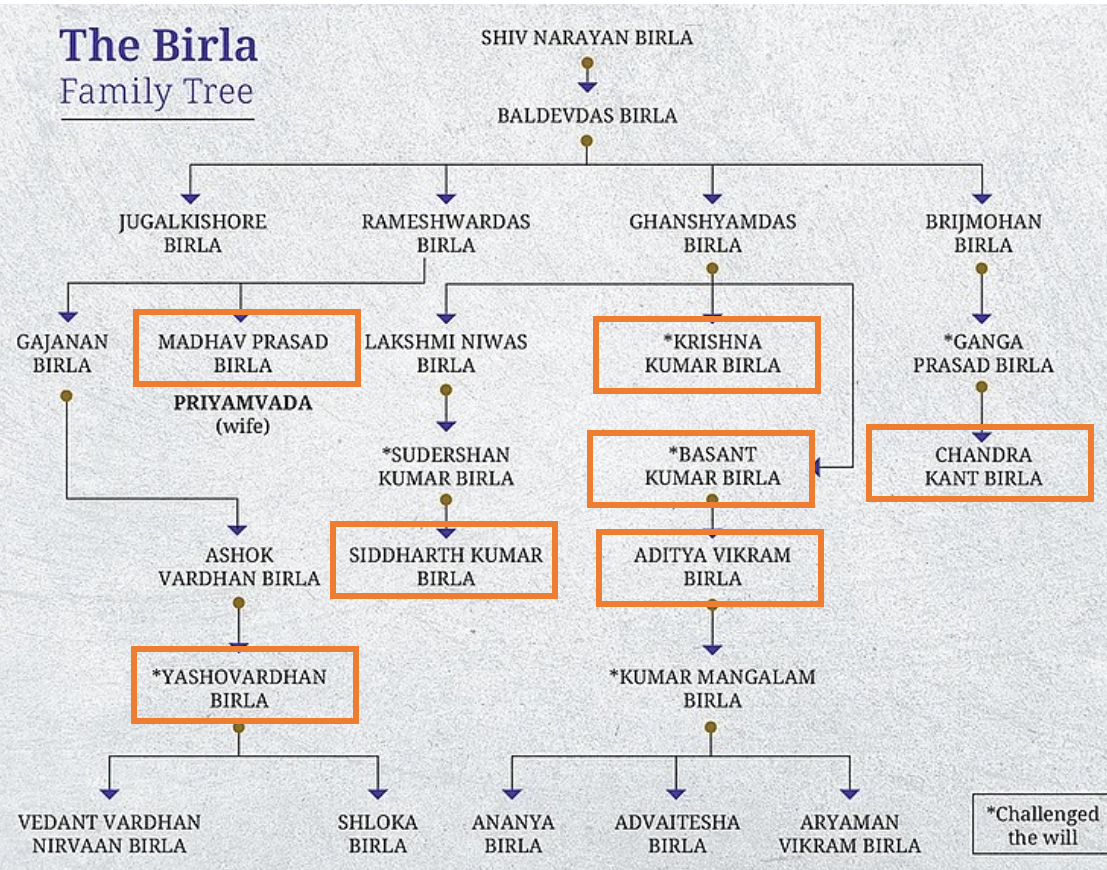 The Birla
Family Tree
SHIV NARAYAN BIRLA
BALDEVDAS BIRLA
JUGALKISHORE
BIRLA
RAMESHWARDAS
BIRLA
GHANSHYAMDAS
BIRLA
BRIJMOHAN
BIRLA
GAJANAN
BIRLA
MADHAV PRASAD
BIRLA
PRIYAMVADA
(wife)
LAKSHMI NIWAS
BIRLA
*KRISHNA
KUMAR BIRLA
*GANGA
PRASAD BIRLA
*SUDERSHAN
KUMAR BIRLA
*BASANT
KUMAR BIRLA
CHANDRA
KANT BIRLA
ASHOK
VARDHAN BIRLA
SIDDHARTH KUMAR
BIRLA
ADITYA VIKRAM
BIRLA
*YASHOVARDHAN
BIRLA
*KUMAR MANGALAM
BIRLA
VEDANT VARDHAN
NIRVAAN BIRLA
SHLOKA
BIRLA
ANANYA
BIRLA
ADVAITESHA
BIRLA
ARYAMAN
VIKRAM BIRLA
*Challenged
the will